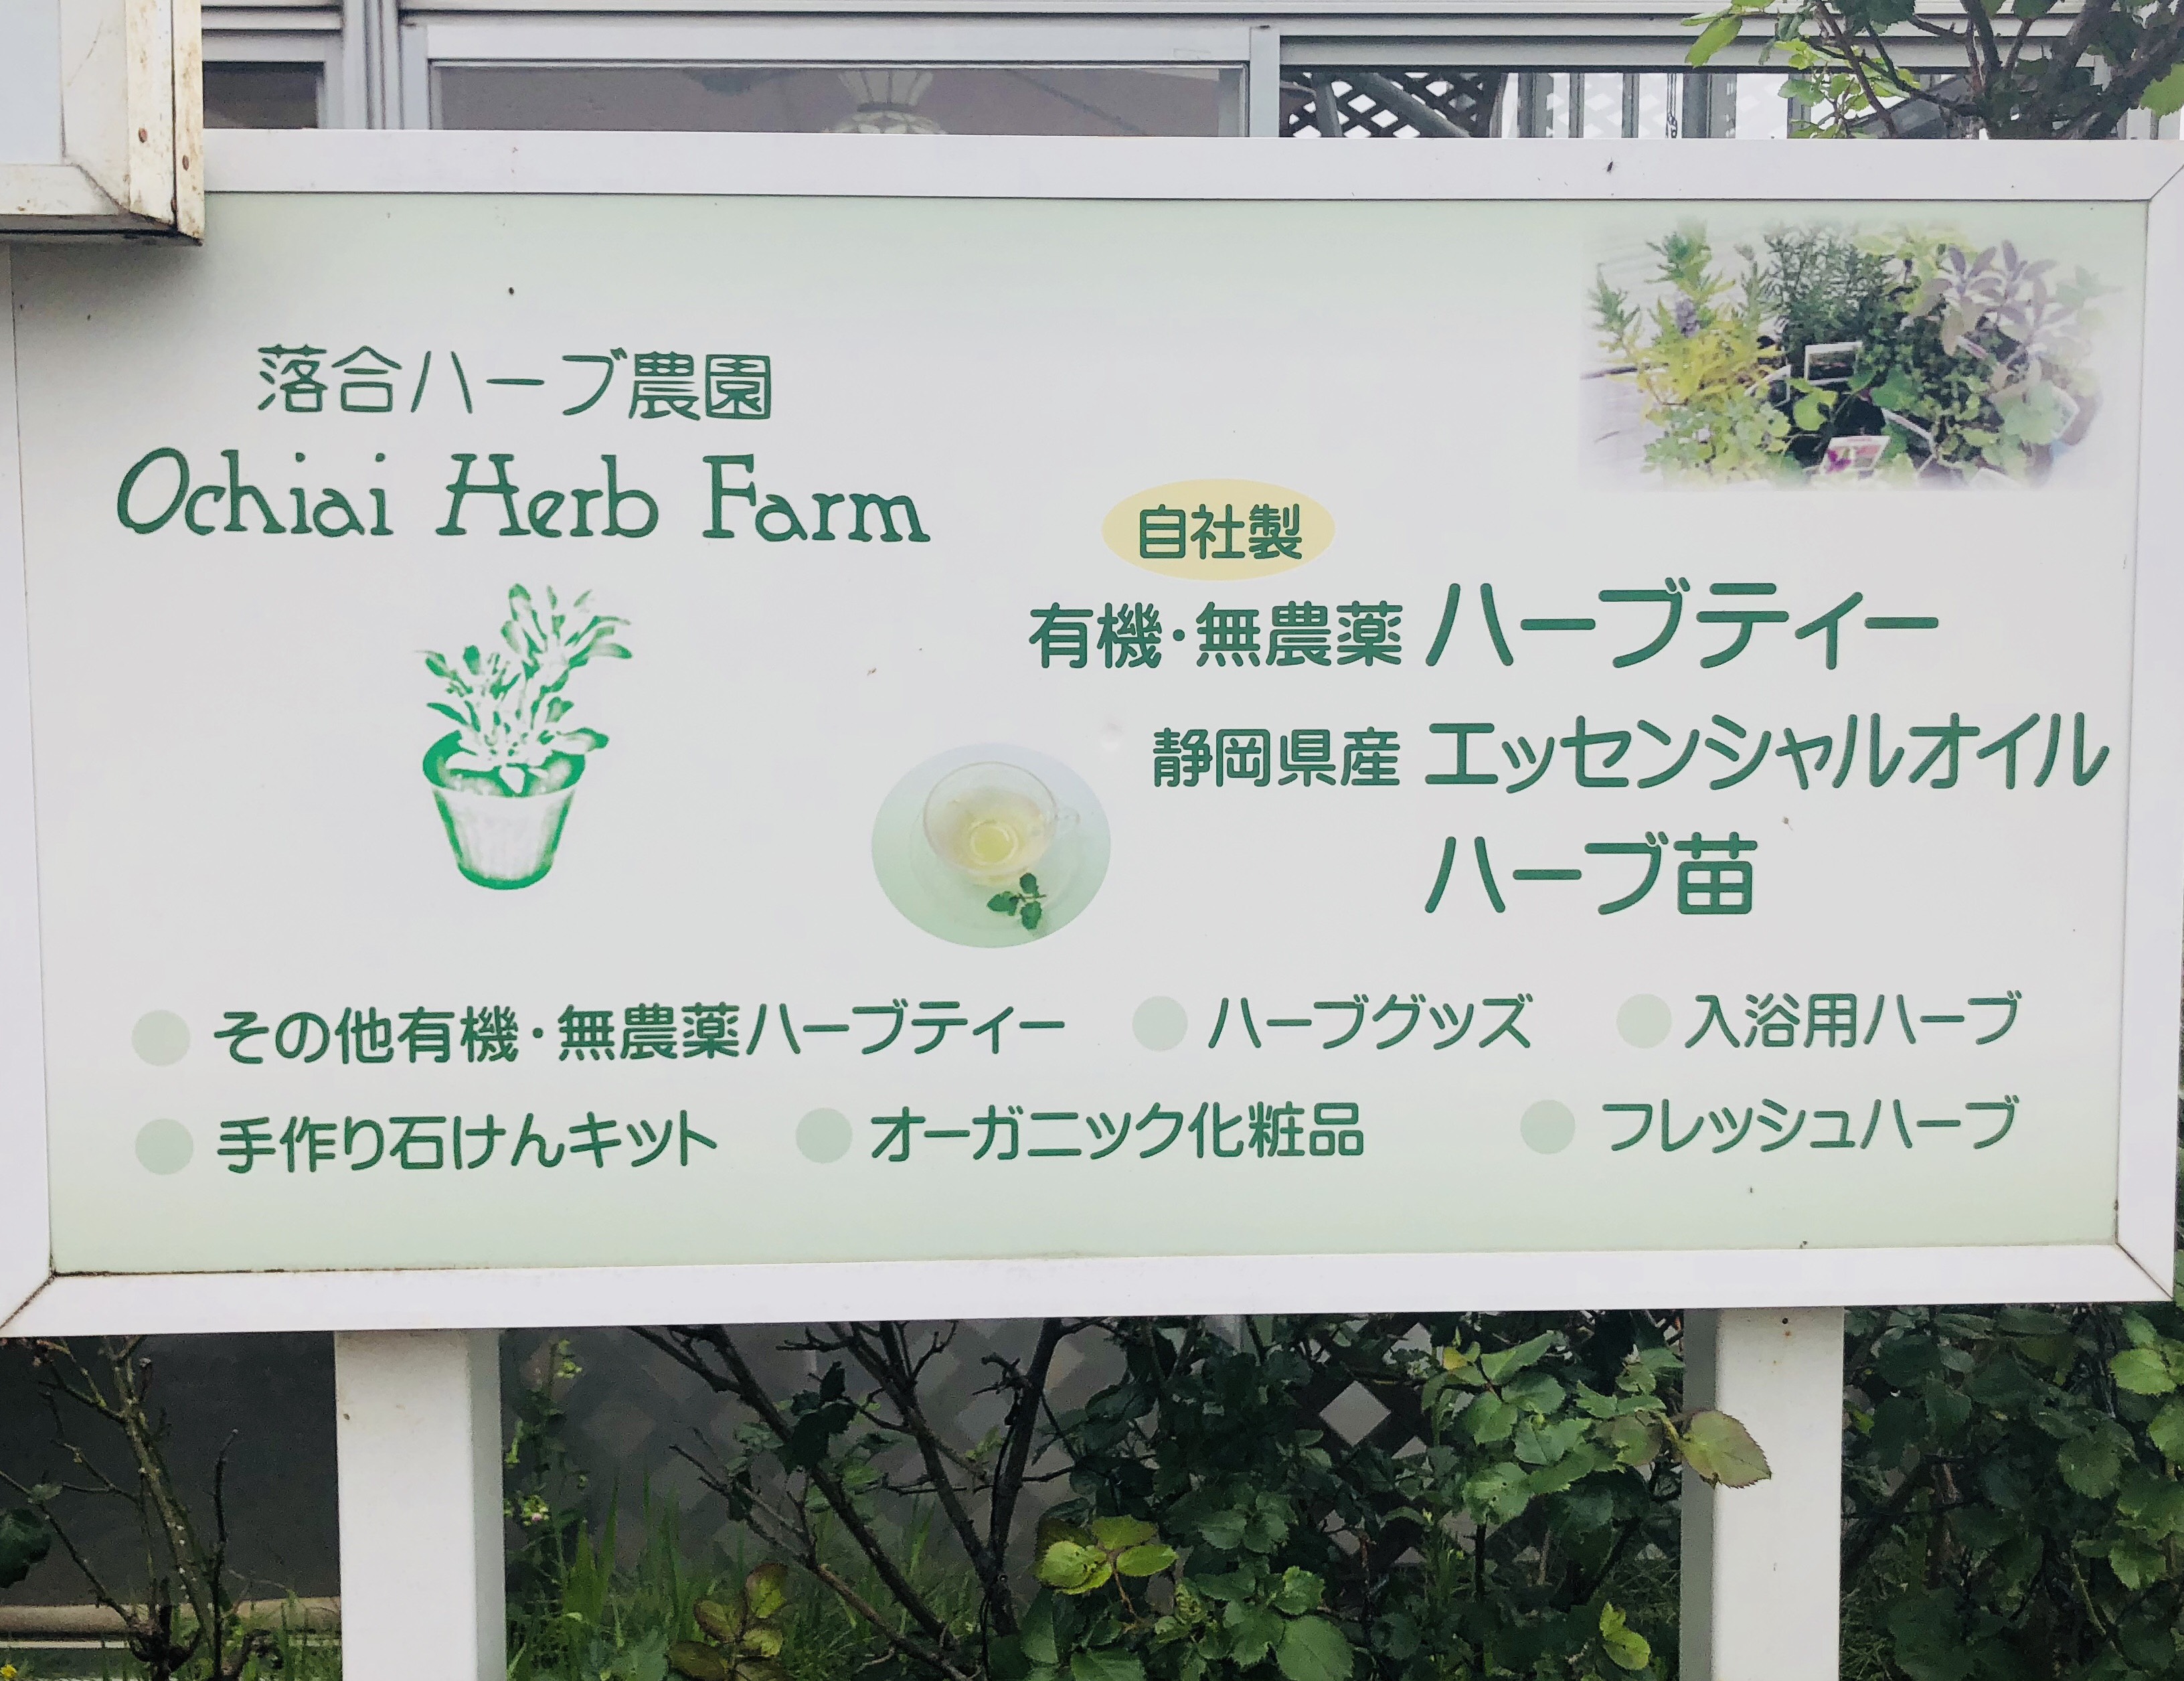 落合ハーブ農園
Ochiai Herb Farm
自社製
有機・無農薬 ハーブティー
静岡県産 エッセンシャルオイル
ハーブ苗
その他有機・無農薬ハーブティー
ハーブグッズ
入浴用ハーブ
手作り石けんキット
オーガニック化粧品
フレッシュハーブ